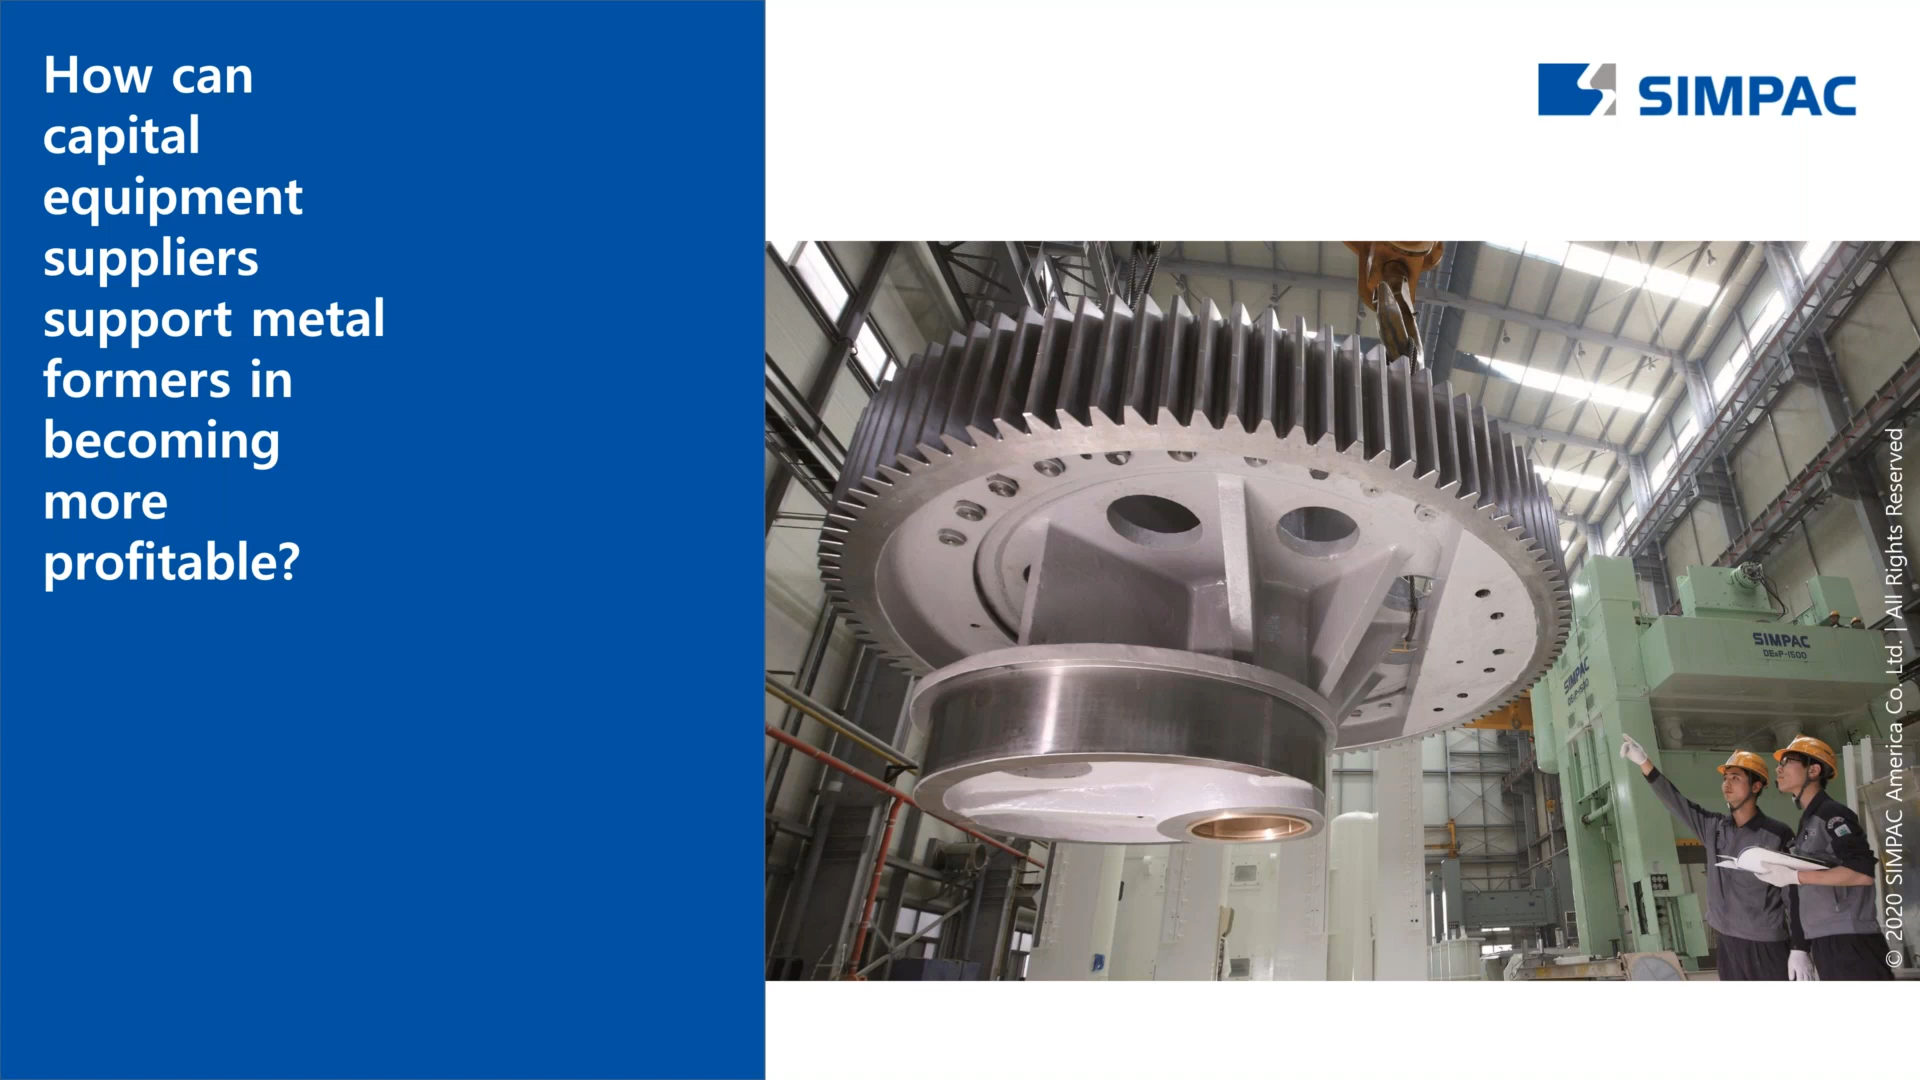 How can
capital
equipment
suppliers
support metal
formers in
becoming
more
profitable?
SIMPAC
SIMPAC
SIMPAC
© 2020 SIMPAC America Co. Ltd. | All Rights Reserved